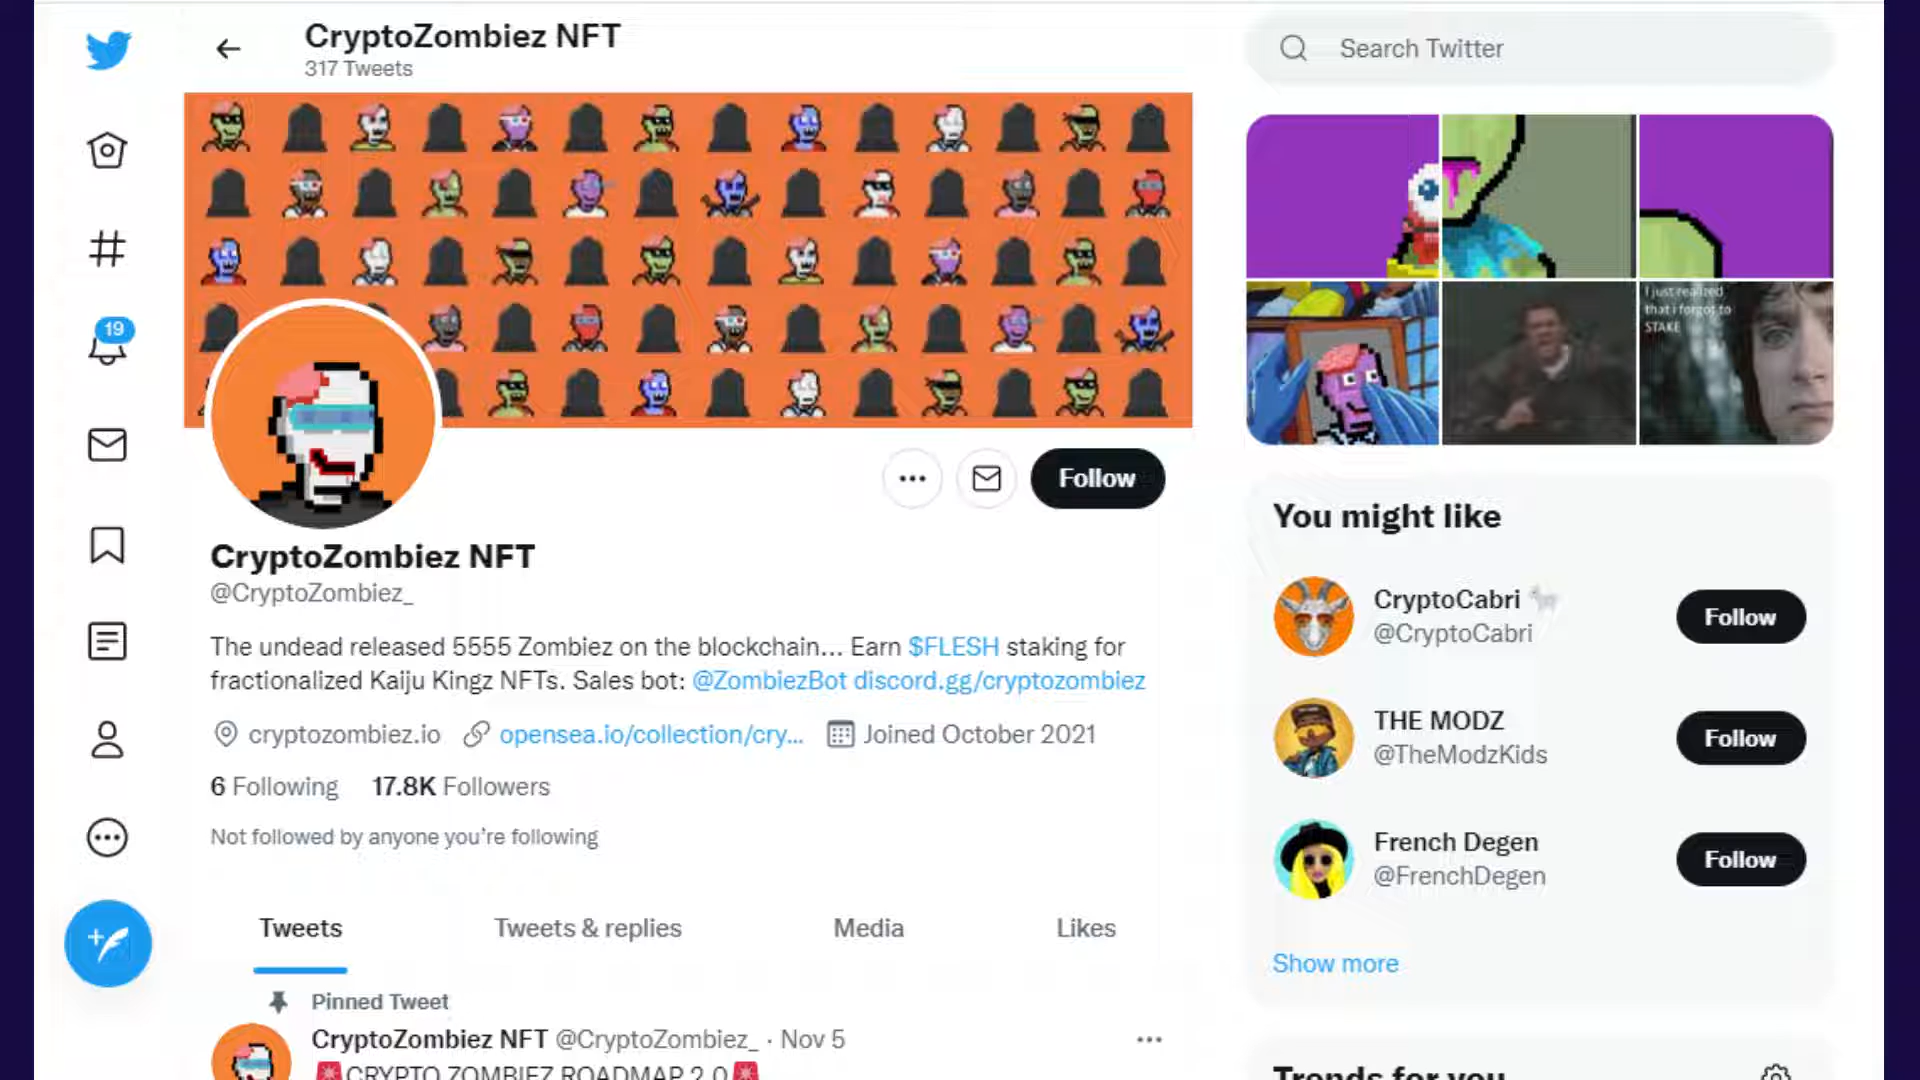 CryptoZombiez NFT
317 Tweets
Search Twitter
19
I just realized
that i forgot to
STAKE
Follow
CryptoZombiez NFT
@CryptoZombiez_
The undead released 5555 Zombiez on the blockchain... Earn $FLESH staking for
fractionalized Kaiju Kingz NFTs. Sales bot: @ZombiezBot discord.gg/cryptozombiez
cryptozombiez.io opensea.io/collection/cry... Joined October 2021
6 Following 17.8K Followers
Not followed by anyone you're following
Tweets Tweets & replies Media Likes
Pinned Tweet
CryptoZombiez NFT @CryptoZombiez_ · Nov 5
CRYPTO ZOMBIEZ ROADMAP 2.0
You might like
CryptoCabri
@CryptoCabri
Follow
THE MODZ
@TheModzKids
Follow
French Degen
@FrenchDegen
Follow
Show more
Trends for you